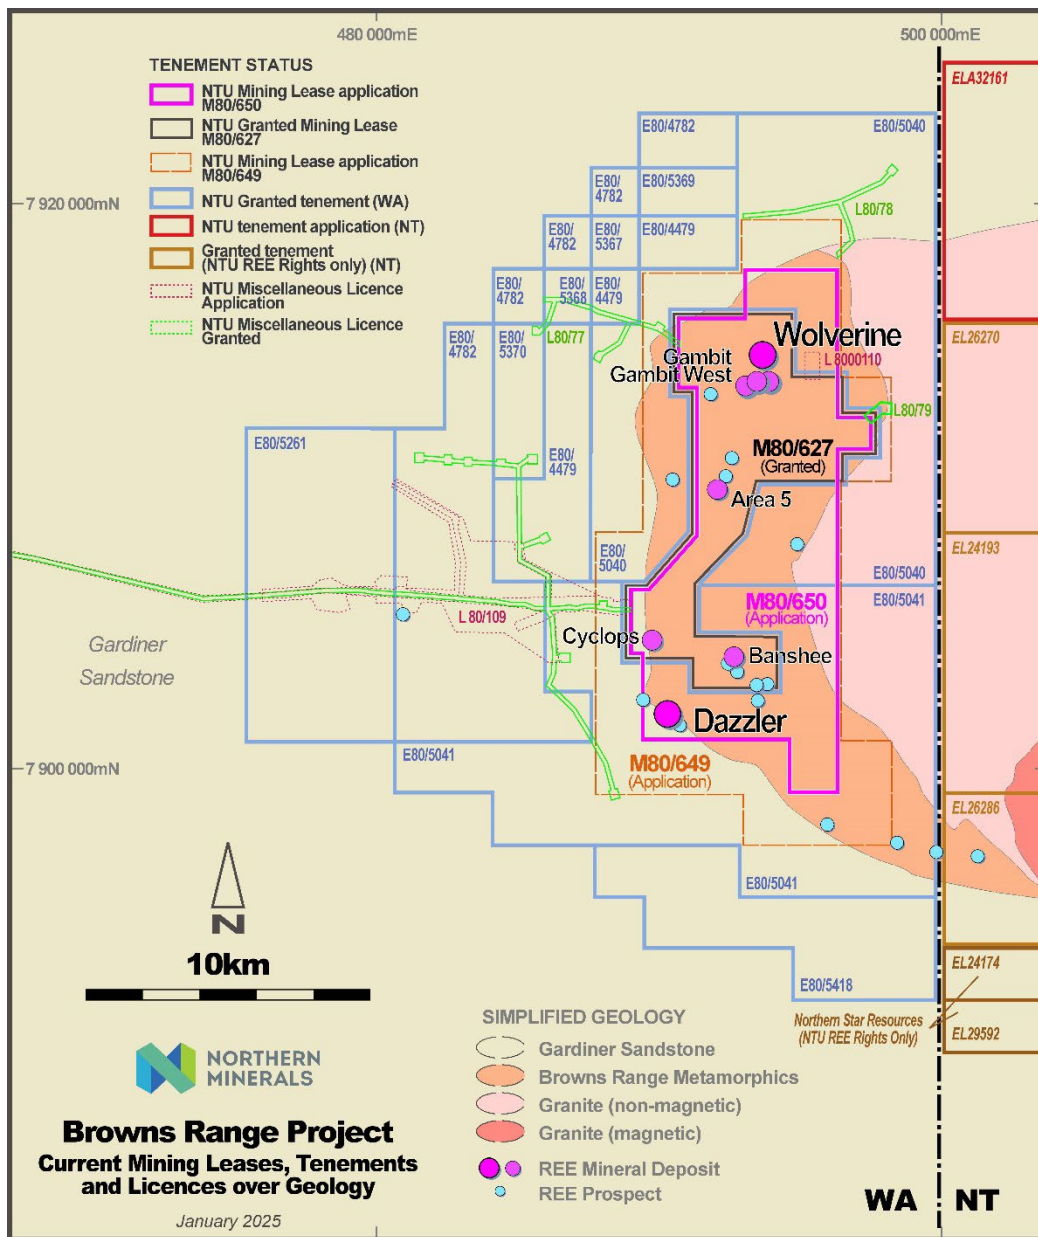 480 000mE
500 000mE
TENEMENT STATUS
NTU Mining Lease application
M80/650
NTU Granted Mining Lease
M80/627
NTU Mining Lease application
M80/649
NTU Granted tenement (WA)
NTU tenement application (NT)
Granted tenement
(NTU REE Rights only) (NT)
NTU Miscellaneous Licence
Application
NTU Miscellaneous Licence
Granted
7 920 000mN
7 900 000mN
ELA32161
E80/4782
E80/5040
E80/
4782
E80/5369
L80/78
E80/
4782
E80/
5367
E80/4479
E80/
4782
E80/
5368
E80/
4479
E80/
4782
E80/
5370
L80/77
EL26270
Wolverine
Gambit
Gambit West
L 8000110
L80/79
E80/5261
E80/
4479
M80/627
(Granted)
Area 5
EL24193
E80/
5040
E80/5040
E80/5041
M80/650
(Application)
L 80/109
Gardiner
Sandstone
Cyclops
Banshee
Dazzler
E80/5041
M80/649
(Application)
EL26286
E80/5041
N
10km
E80/5418
EL24174
Northern Star Resources
(NTU REE Rights Only)
EL29592
SIMPLIFIED GEOLOGY
Gardiner Sandstone
Browns Range Metamorphics
Granite (non-magnetic)
Granite (magnetic)
REE Mineral Deposit
REE Prospect
NORTHERN
MINERALS
Browns Range Project
Current Mining Leases, Tenements
and Licences over Geology
January 2025
WA NT